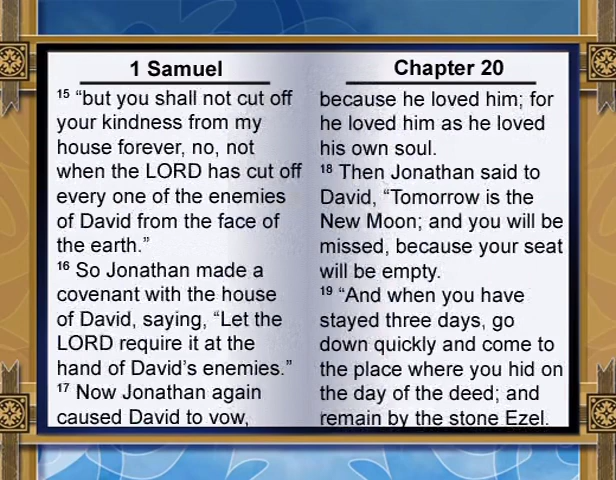 1 Samuel
15 “but you shall not cut off
your kindness from my
house forever, no, not
when the LORD has cut off
every one of the enemies
of David from the face of
the earth.”
16 So Jonathan made a
covenant with the house
of David, saying, “Let the
LORD require it at the
hand of David’s enemies.”
17 Now Jonathan again
caused David to vow,
Chapter 20
because he loved him; for
he loved him as he loved
his own soul.
18 Then Jonathan said to
David, “Tomorrow is the
New Moon; and you will be
missed, because your seat
will be empty.
19 “And when you have
stayed three days, go
down quickly and come to
the place where you hid on
the day of the deed; and
remain by the stone Ezel.